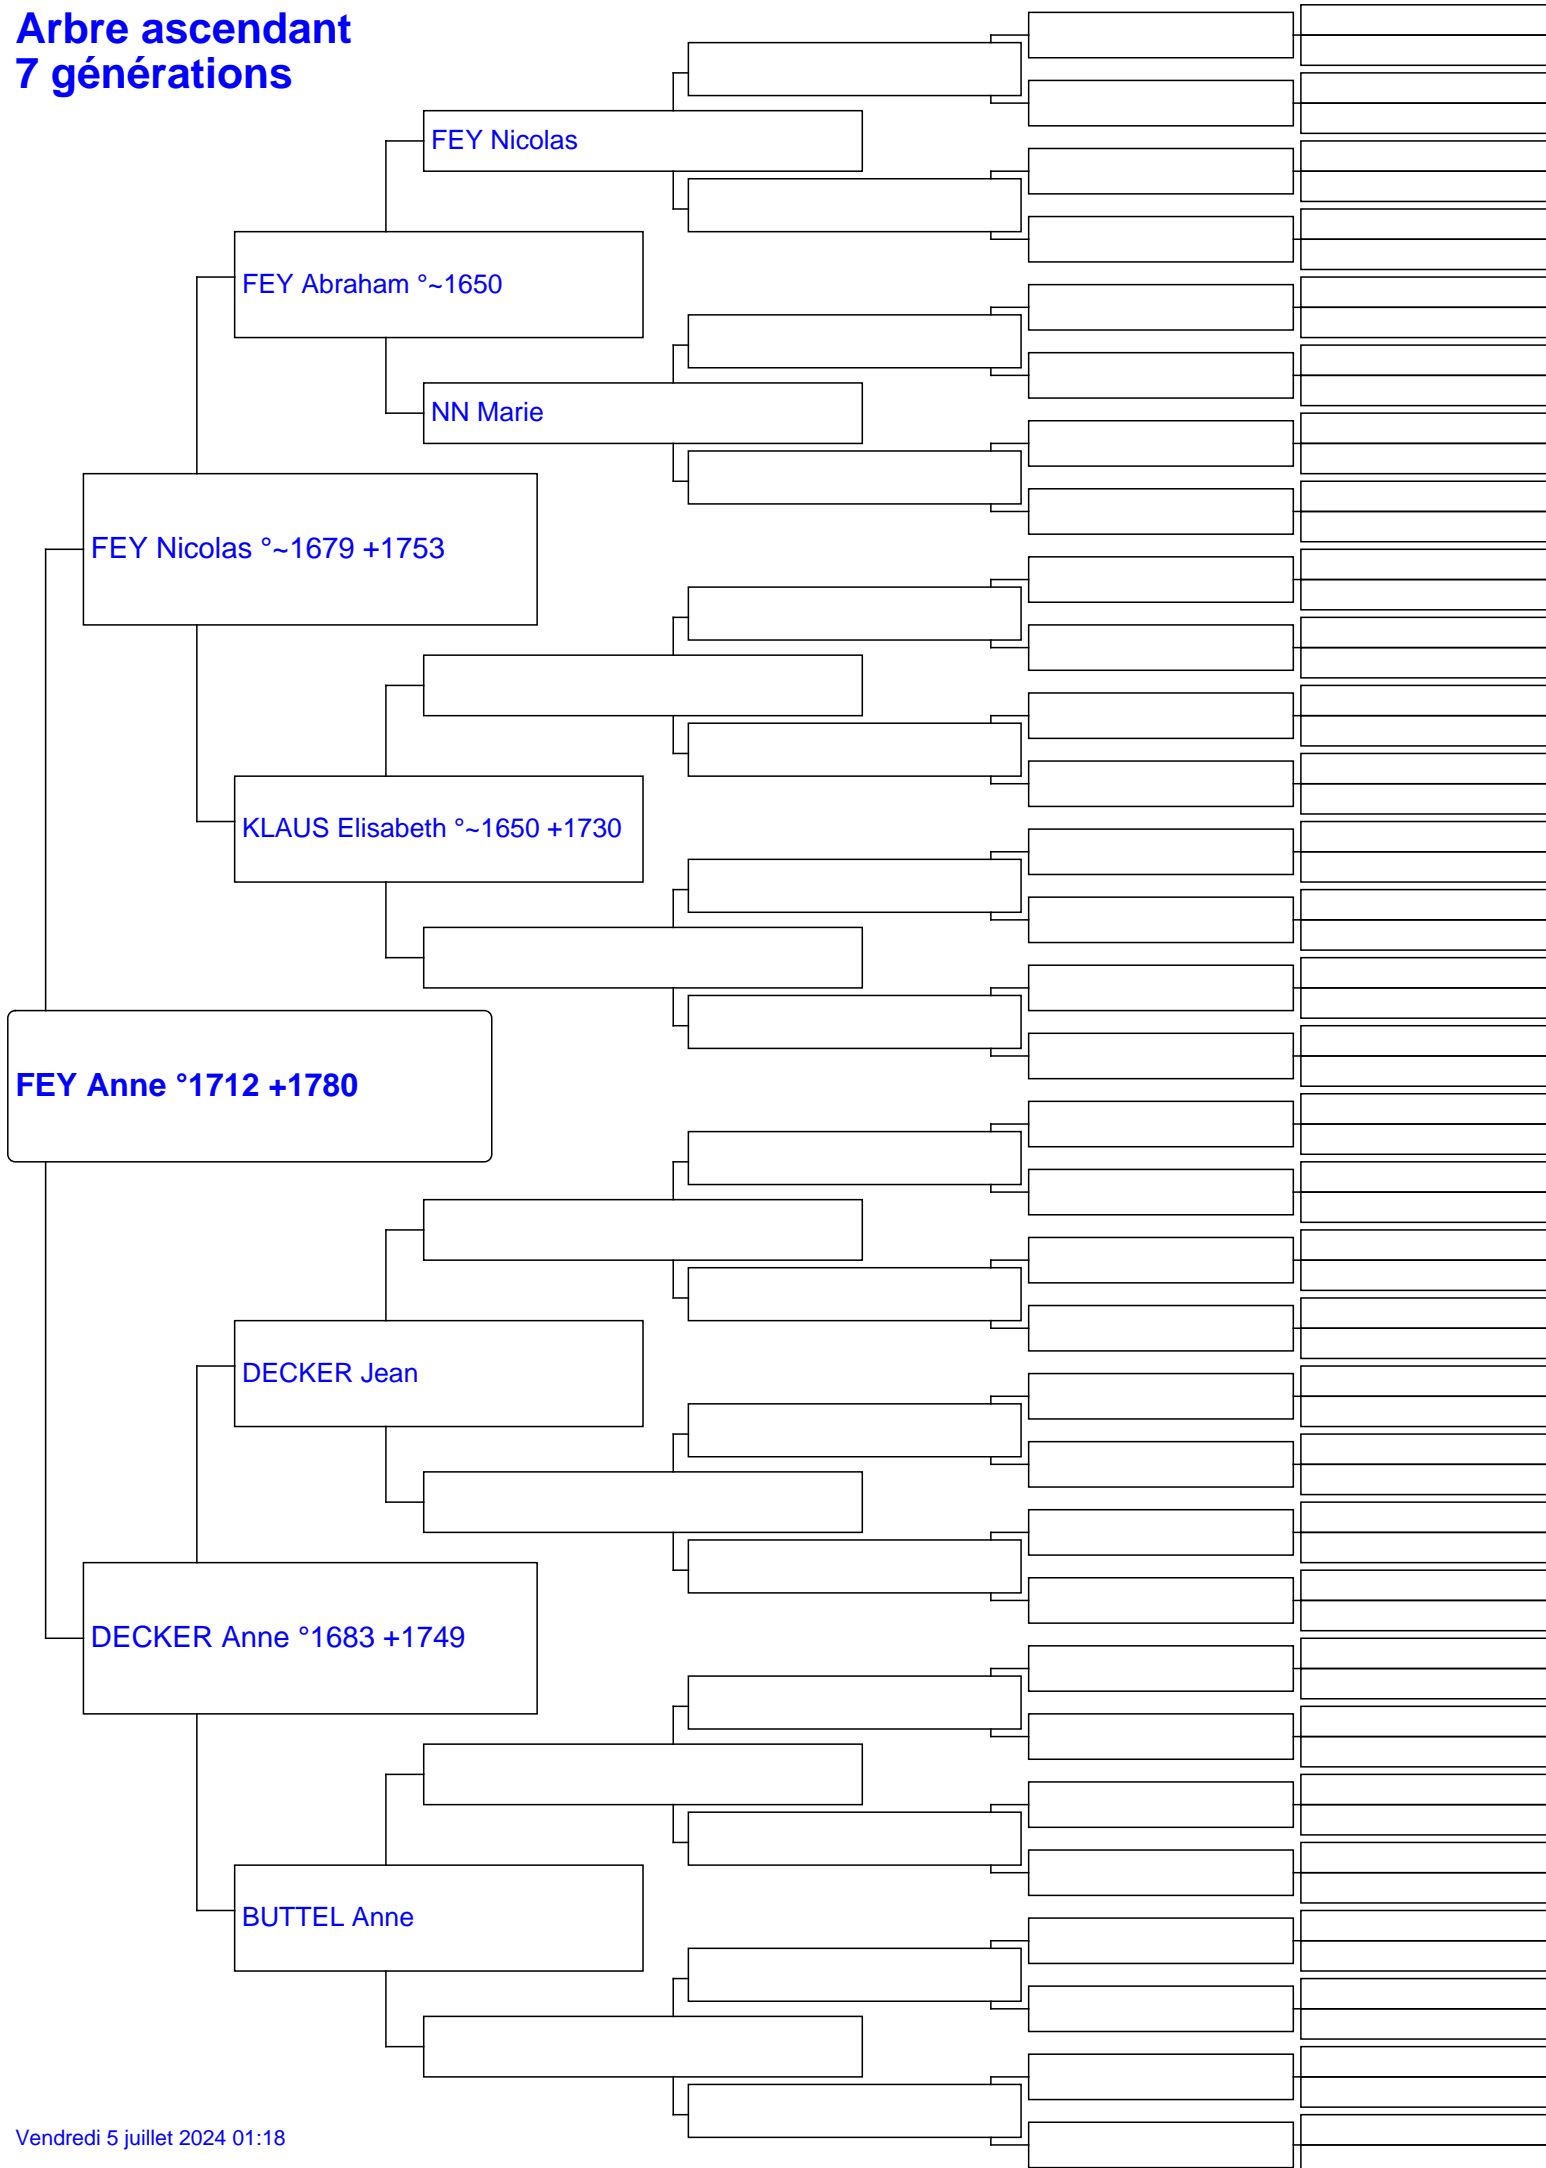 Arbre ascendant
7 générations
FEY Nicolas
FEY Abraham °~1650
NN Marie
FEY Nicolas °~1679 +1753
KLAUS Elisabeth °~1650 +1730
FEY Anne °1712 +1780
DECKER Jean
DECKER Anne °1683 +1749
BUTTEL Anne
Vendredi 5 juillet 2024 01:18